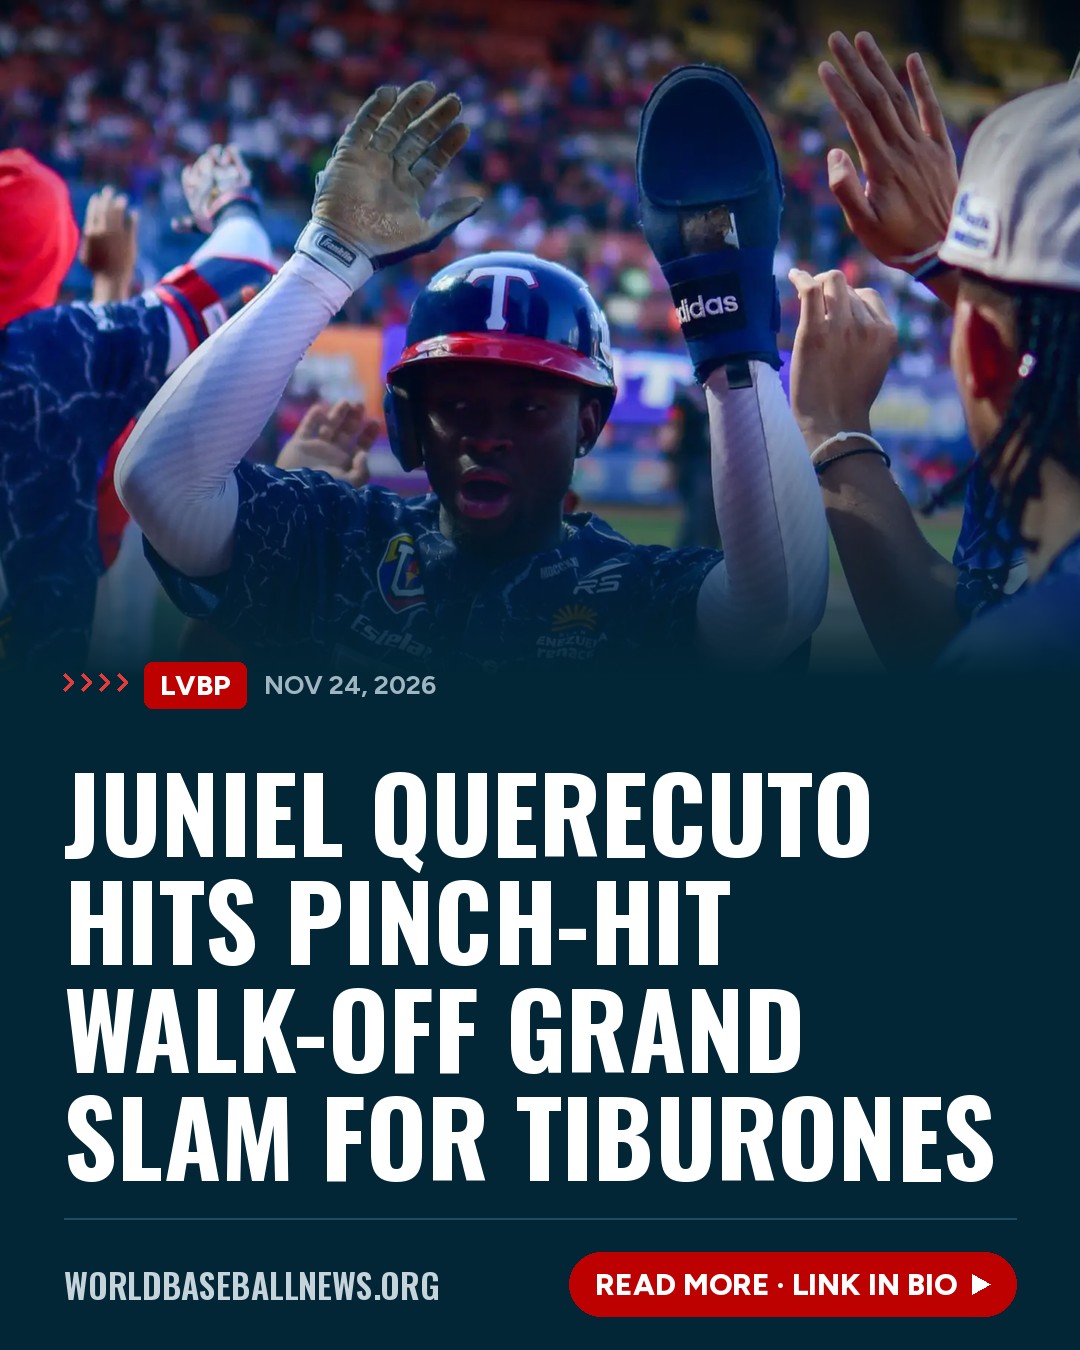 T
adidas
RS
>>>> LVBP NOV 24, 2026
JUNIEL QUERECUTO
HITS PINCH-HIT
WALK-OFF GRAND
SLAM FOR TIBURONES
WORLDBASEBALLNEWS.ORG
READ MORE · LINK IN BIO ▶